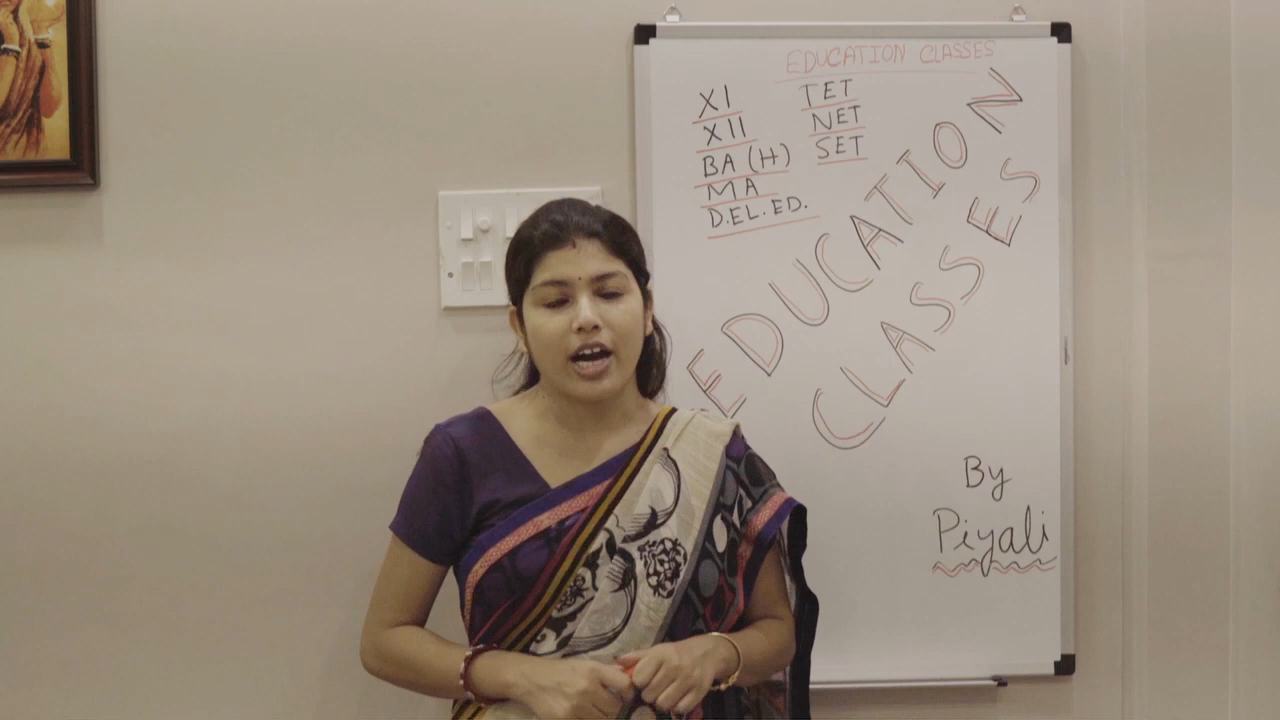 EDUCATION CLASSES
XI
XII
BA (H)
MA
D.EL.ED.
TET
NET
SET
EDUCATION
CLASSES
By
Piyali